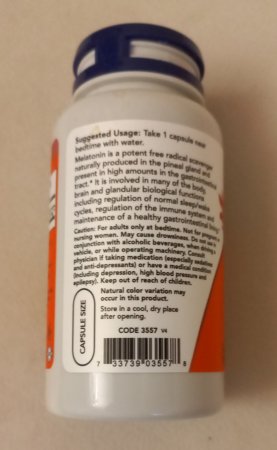 Suggested Usage: Take 1 capsule near
bedtime with water.
Melatonin is a potent free radical scavenger
naturally produced in the pineal gland and
present in high amounts in the gastrointestinal
tract.* It is involved in many of the body,
brain and glandular biological functions
including regulation of normal sleep/wake
cycles, regulation of the immune system and
maintenance of a healthy gastrointestinal lining.*
Caution: For adults only at bedtime. Not for pregnant/
nursing women. May cause drowsiness. Do not use in
conjunction with alcoholic beverages, when driving a
vehicle, or while operating machinery. Consult
physician if taking medication (especially sedatives
and anti-depressants) or have a medical condition
(including depression, high blood pressure and
epilepsy). Keep out of reach of children.
Natural color variation may
occur in this product.
Store in a cool, dry place
after opening.
CODE 3557 V4
CAPSULE SIZE
7 33739 03557 8